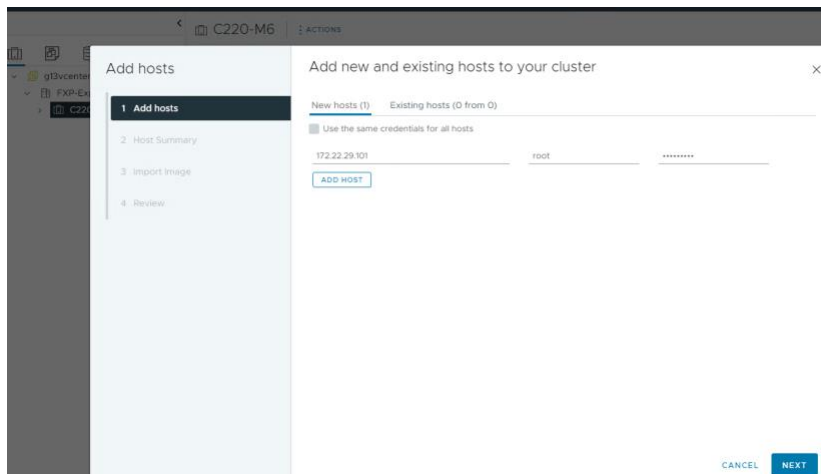 C220-M6
ACTIONS
g13vcenter
FXP-Ex
C220
Add hosts
1 Add hosts
2 Host Summary
3 Import Image
4 Review
Add new and existing hosts to your cluster
New hosts (1) Existing hosts (0 from 0)
Use the same credentials for all hosts
172.22.29.101 root •••••••••
ADD HOST
CANCEL NEXT